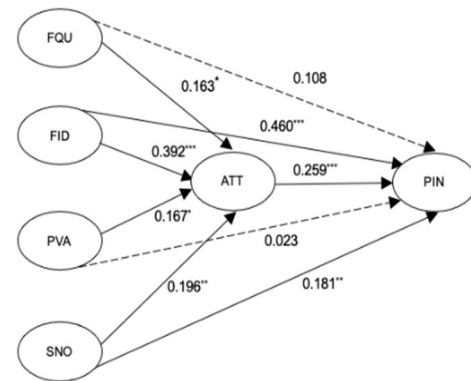 FQU
0.163*
0.108
FID
0.460***
0.392***
ATT
0.259***
PIN
0.167*
PVA
0.023
0.196**
0.181**
SNO